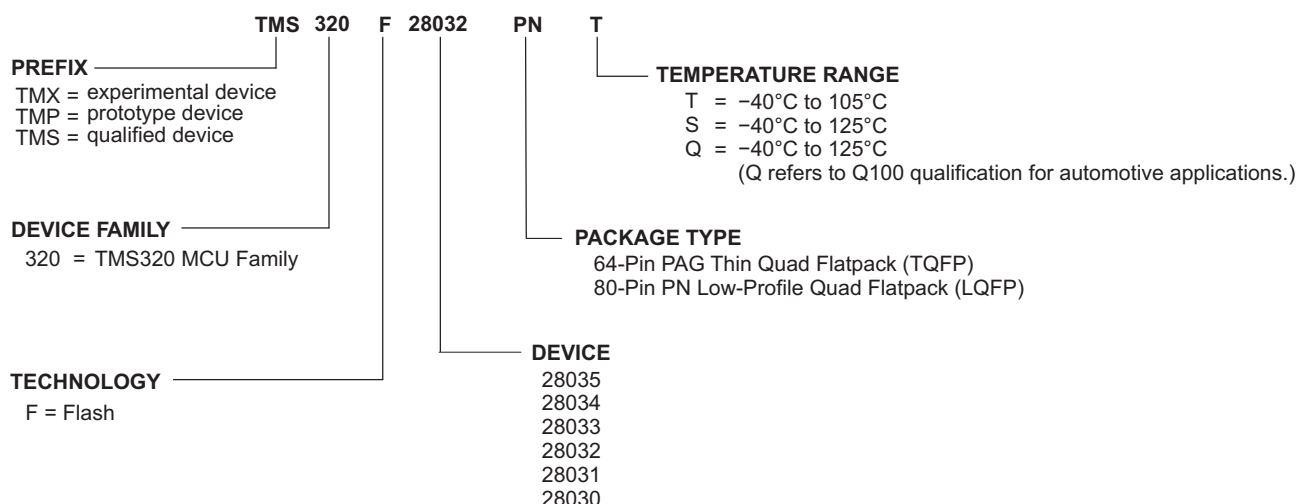 TMS 320 F 28032 PN T
PREFIX
TMX = experimental device
TMP = prototype device
TMS = qualified device
TEMPERATURE RANGE
T = −40°C to 105°C
S = −40°C to 125°C
Q = −40°C to 125°C
(Q refers to Q100 qualification for automotive applications.)
DEVICE FAMILY
320 = TMS320 MCU Family
PACKAGE TYPE
64-Pin PAG Thin Quad Flatpack (TQFP)
80-Pin PN Low-Profile Quad Flatpack (LQFP)
TECHNOLOGY
F = Flash
DEVICE
28035
28034
28033
28032
28031
28030